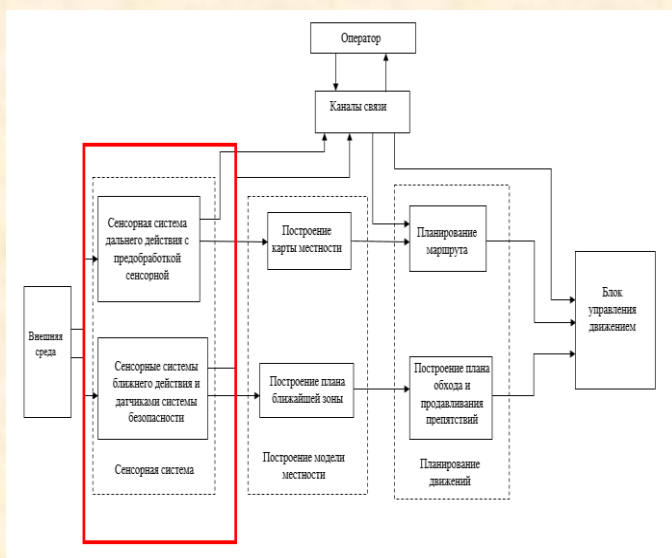 Оператор
Каналы связи
Сенсорная система
дальнего действия с
предобработкой
сенсорной
Построение
карты местности
Планирование
маршрута
Блок
управления
движением
Внешняя
среда
Сенсорные системы
ближнего действия и
датчиками системы
безопасности
Построение плана
ближайшей зоны
Построение плана
обхода и
продавливания
препятствий
Сенсорная система
Построение модели
местности
Планирование
движений